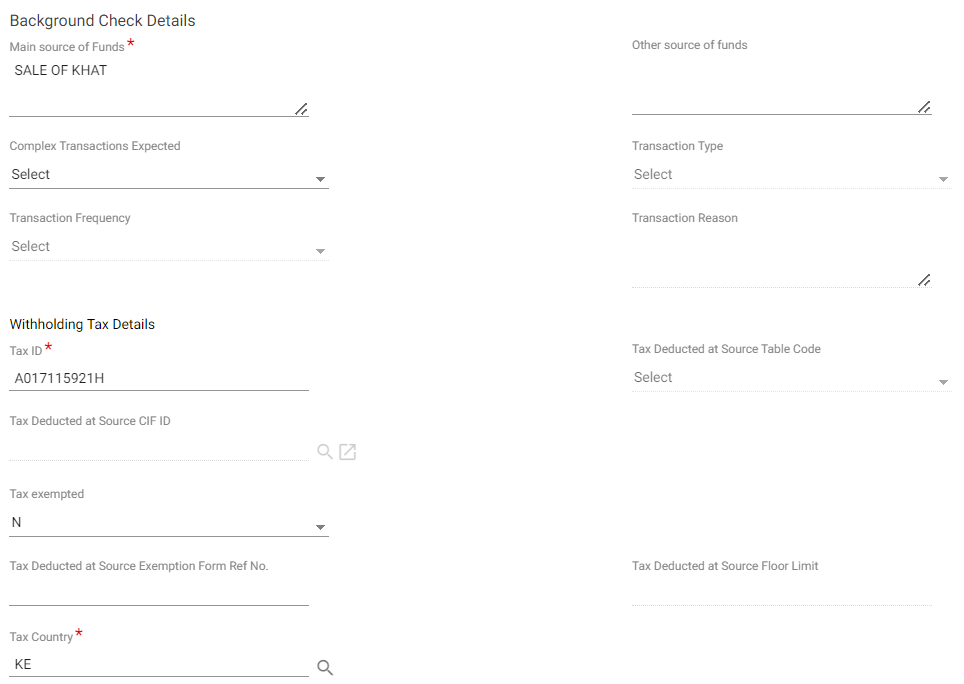 Background Check Details
Main source of Funds *
SALE OF KHAT
Other source of funds
Complex Transactions Expected
Select
Transaction Type
Select
Transaction Frequency
Select
Transaction Reason
Withholding Tax Details
Tax ID *
A017115921H
Tax Deducted at Source Table Code
Select
Tax Deducted at Source CIF ID
Tax exempted
N
Tax Deducted at Source Exemption Form Ref No.
Tax Deducted at Source Floor Limit
Tax Country *
KE